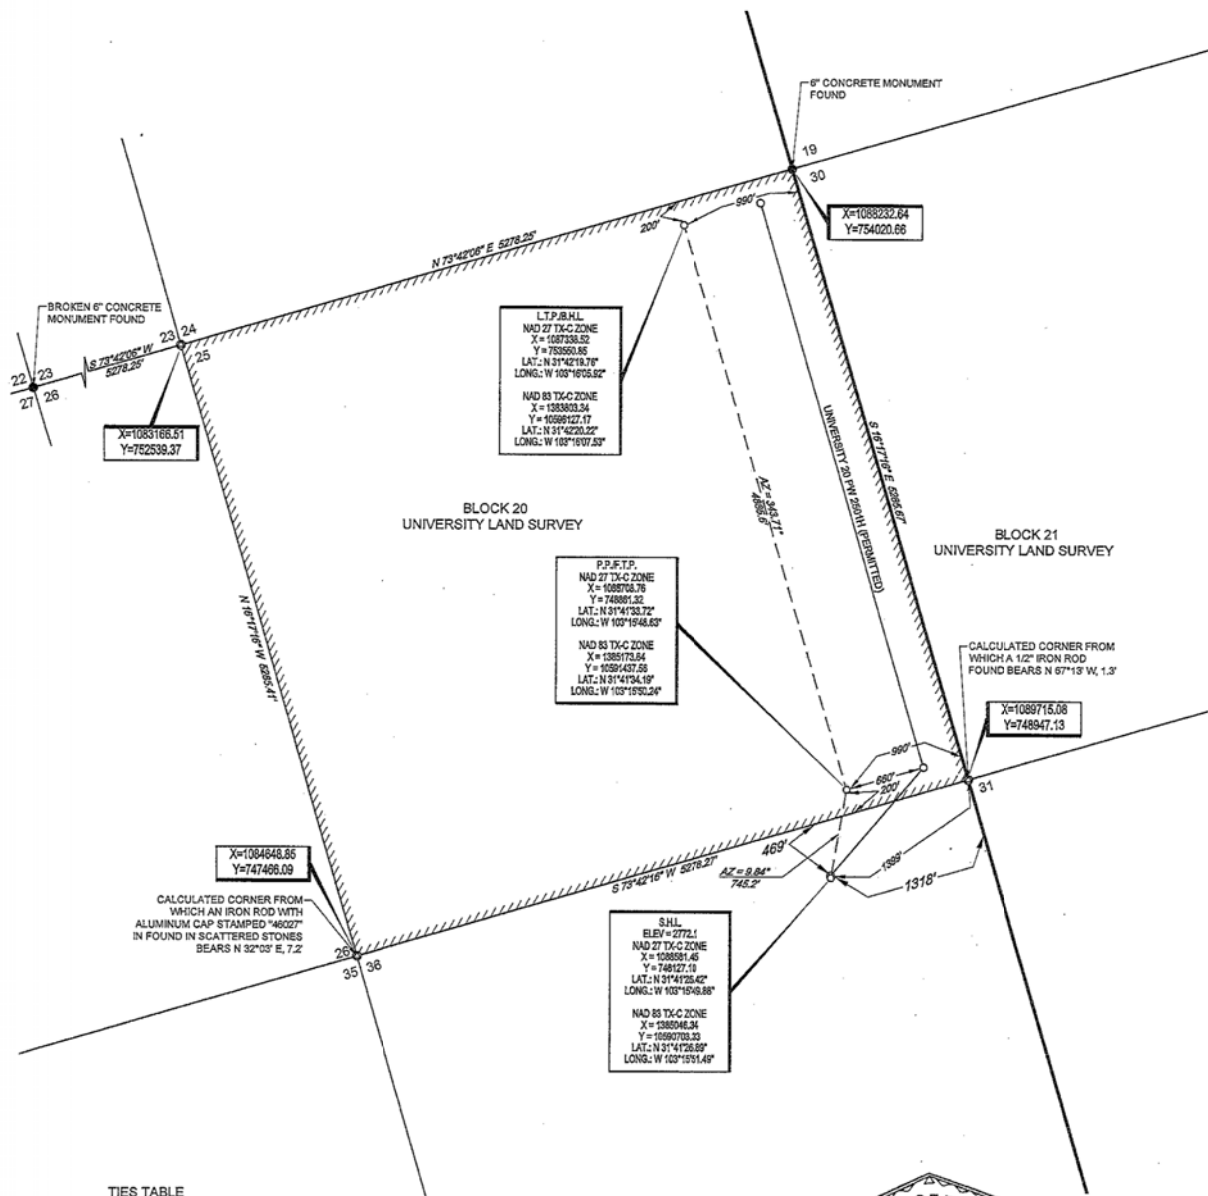 6" CONCRETE MONUMENT
FOUND
19
30
X=1088232.64
Y=754020.66
990'
200'
N 73°42'06" E 5278.25'
BROKEN 6" CONCRETE
MONUMENT FOUND
S 73°42'06" W
5278.25'
23 24
25
22 23
27 26
X=1083166.51
Y=752539.37
L.T.P./B.H.L.
NAD 27 TX-C ZONE
X = 1087338.52
Y = 753550.85
LAT.: N 31°42'19.76"
LONG.: W 103°16'05.92"
NAD 83 TX-C ZONE
X = 1383803.34
Y = 10596127.17
LAT.: N 31°42'20.22"
LONG.: W 103°16'07.53"
UNIVERSITY 20 PW 2501H (PERMITTED)
S 16°17'16" E 5285.67'
AZ = 343.71°
BLOCK 20
UNIVERSITY LAND SURVEY
BLOCK 21
UNIVERSITY LAND SURVEY
P.P./F.T.P.
NAD 27 TX-C ZONE
X = 1088708.76
Y = 748861.32
LAT.: N 31°41'33.72"
LONG.: W 103°15'48.63"
NAD 83 TX-C ZONE
X = 1385173.64
Y = 10591437.56
LAT.: N 31°41'34.19"
LONG.: W 103°15'50.24"
N 16°17'16" W 5285.41'
CALCULATED CORNER FROM
WHICH A 1/2" IRON ROD
FOUND BEARS N 67°13' W, 1.3'
X=1089715.08
Y=748947.13
990'
660'
200'
31
469'
1399'
1318'
AZ = 9.84°
745.2'
S 73°42'16" W 5278.27'
X=1084648.85
Y=747466.09
CALCULATED CORNER FROM
WHICH AN IRON ROD WITH
ALUMINUM CAP STAMPED "46027"
IN FOUND IN SCATTERED STONES
BEARS N 32°03' E, 7.2'
26
35 36
S.H.L.
ELEV = 2772.1
NAD 27 TX-C ZONE
X = 1088581.45
Y = 748127.10
LAT.: N 31°41'26.42"
LONG.: W 103°15'49.88"
NAD 83 TX-C ZONE
X = 1385046.34
Y = 10590703.33
LAT.: N 31°41'26.89"
LONG.: W 103°15'51.49"
TIES TABLE